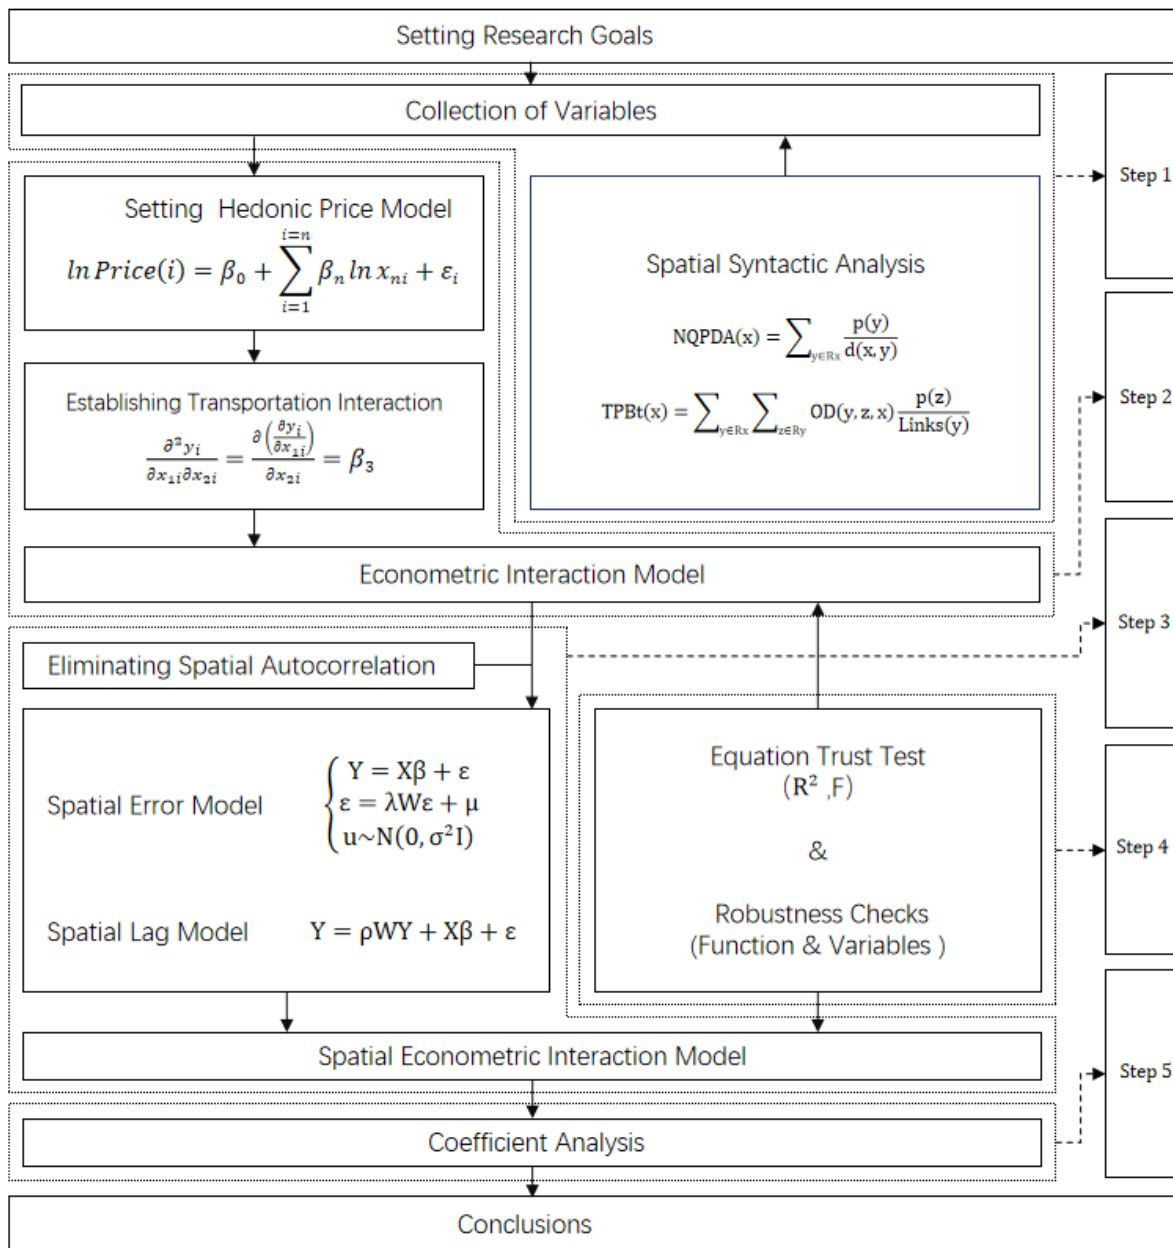 Setting Research Goals
Collection of Variables
Step 1
Setting Hedonic Price Model
ln Price(i) = β₀ + ∑_{i=1}^{i=n} βₙ ln xₙᵢ + εᵢ
Spatial Syntactic Analysis
NQPDA(x) = ∑_{y∈Rx} p(y)/d(x,y)
TPBt(x) = ∑_{y∈Rx} ∑_{z∈Ry} OD(y, z, x) p(z)/Links(y)
Establishing Transportation Interaction
∂²yᵢ/∂x₁ᵢ∂x₂ᵢ = ∂(∂yᵢ/∂x₁ᵢ)/∂x₂ᵢ = β₃
Step 2
Econometric Interaction Model
Step 3
Eliminating Spatial Autocorrelation
Spatial Error Model
Y = Xβ + ε
ε = λWε + μ
u~N(0, σ²I)
Spatial Lag Model Y = ρWY + Xβ + ε
Equation Trust Test
(R² ,F)
&
Robustness Checks
(Function & Variables )
Step 4
Spatial Econometric Interaction Model
Step 5
Coefficient Analysis
Conclusions